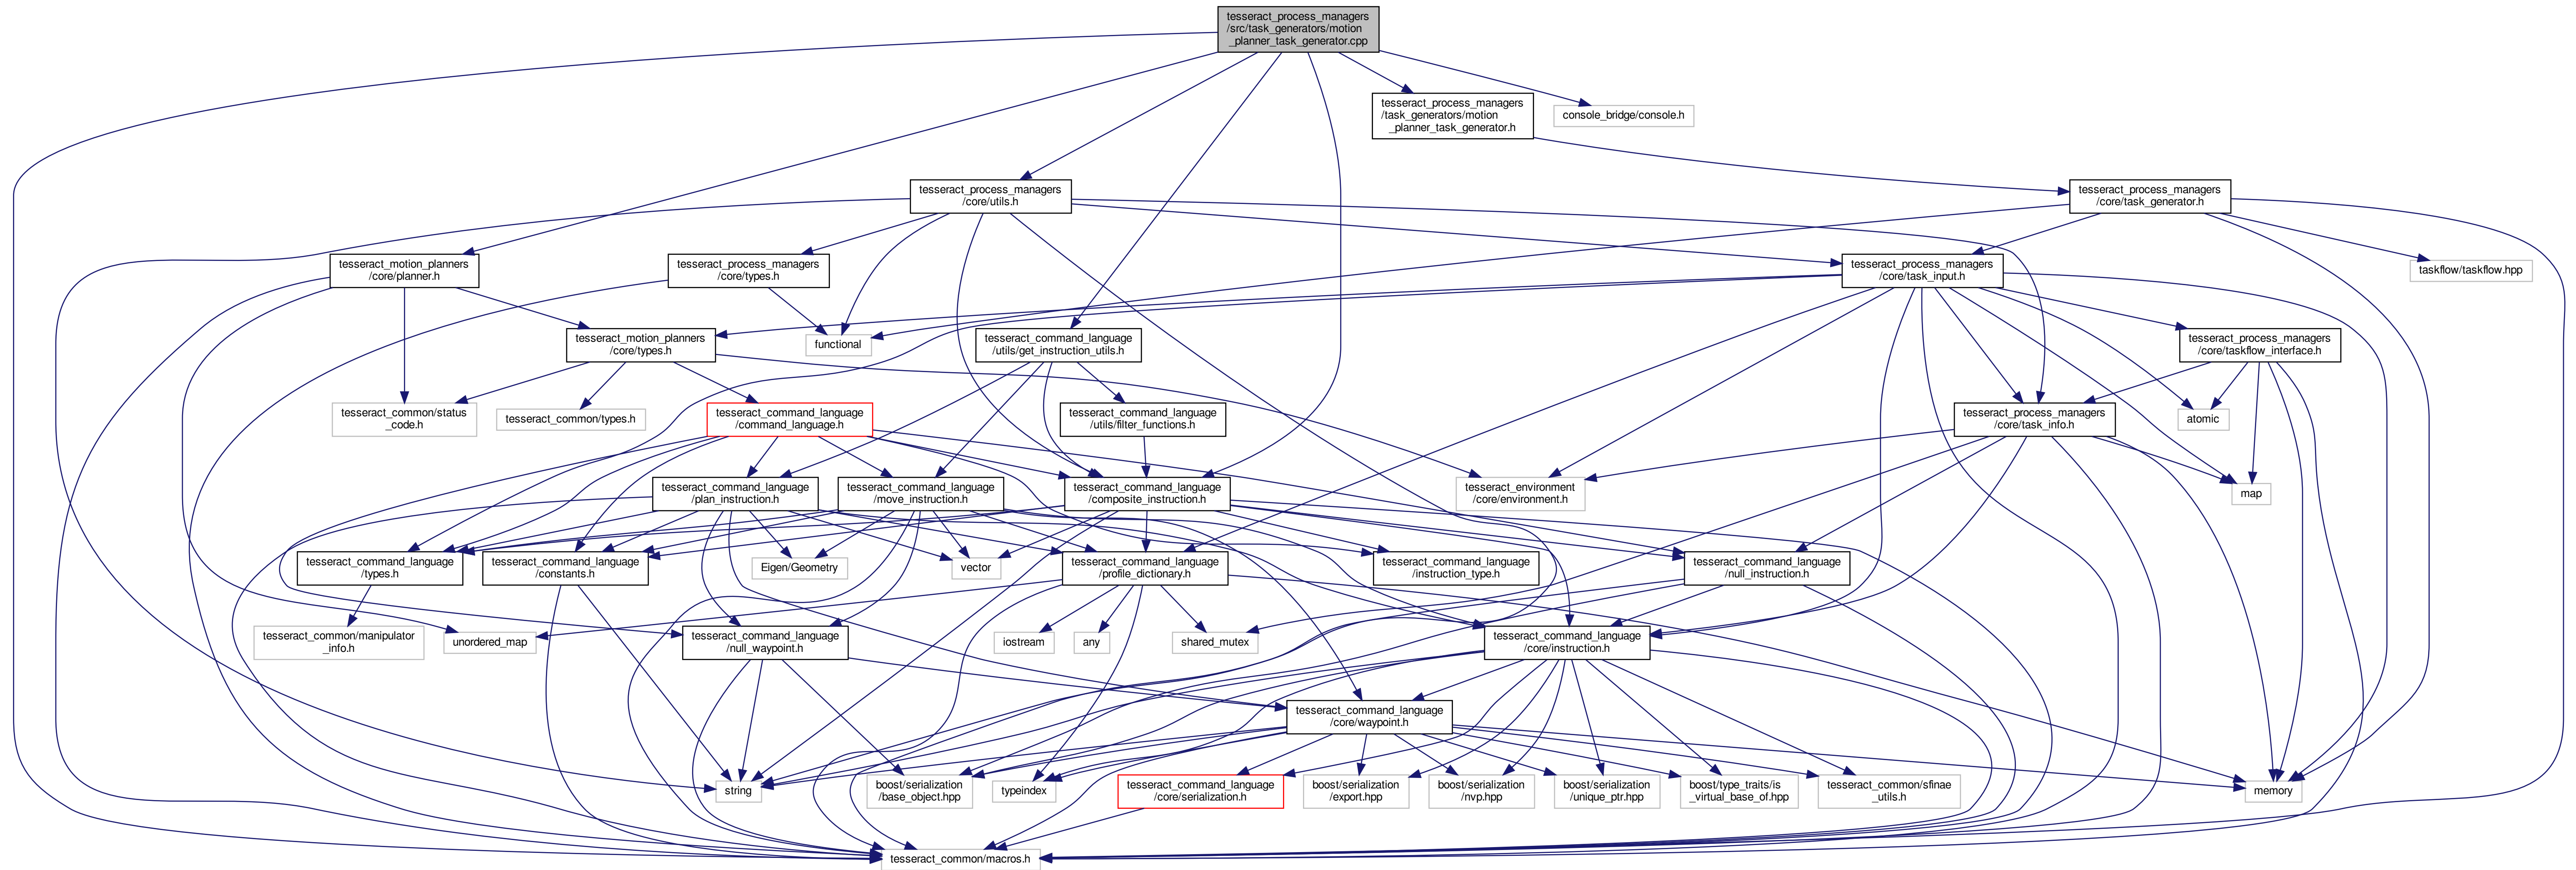 tesseract_process_managers
/src/task_generators/motion
_planner_task_generator.cpp
tesseract_process_managers
/task_generators/motion
_planner_task_generator.h
console_bridge/console.h
tesseract_process_managers
/core/utils.h
tesseract_process_managers
/core/task_generator.h
tesseract_motion_planners
/core/planner.h
tesseract_process_managers
/core/types.h
tesseract_process_managers
/core/task_input.h
taskflow/taskflow.hpp
tesseract_motion_planners
/core/types.h
functional
tesseract_command_language
/utils/get_instruction_utils.h
tesseract_process_managers
/core/taskflow_interface.h
tesseract_common/status
_code.h
tesseract_common/types.h
tesseract_command_language
/command_language.h
tesseract_command_language
/utils/filter_functions.h
tesseract_process_managers
/core/task_info.h
atomic
tesseract_command_language
/plan_instruction.h
tesseract_command_language
/move_instruction.h
tesseract_command_language
/composite_instruction.h
tesseract_environment
/core/environment.h
map
tesseract_command_language
/types.h
tesseract_command_language
/constants.h
Eigen/Geometry
vector
tesseract_command_language
/profile_dictionary.h
tesseract_command_language
/instruction_type.h
tesseract_command_language
/null_instruction.h
tesseract_common/manipulator
_info.h
unordered_map
tesseract_command_language
/null_waypoint.h
iostream
any
shared_mutex
tesseract_command_language
/core/instruction.h
tesseract_command_language
/core/waypoint.h
string
boost/serialization
/base_object.hpp
typeindex
tesseract_command_language
/core/serialization.h
boost/serialization
/export.hpp
boost/serialization
/nvp.hpp
boost/serialization
/unique_ptr.hpp
boost/type_traits/is
_virtual_base_of.hpp
tesseract_common/sfinae
_utils.h
memory
tesseract_common/macros.h